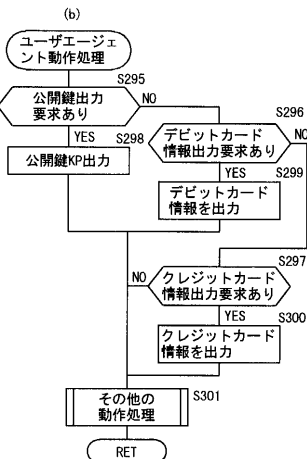 (b)
ユーザエージェ
ント動作処理
S295
公開鍵出力
要求あり
NO
YES
S298
公開鍵KP出力
S296
デビットカード
情報出力要求あり
NO
YES
S299
デビットカード
情報を出力
S297
NO
クレジットカード
情報出力要求あり
YES
S300
クレジットカード
情報を出力
その他の
動作処理
S301
RET